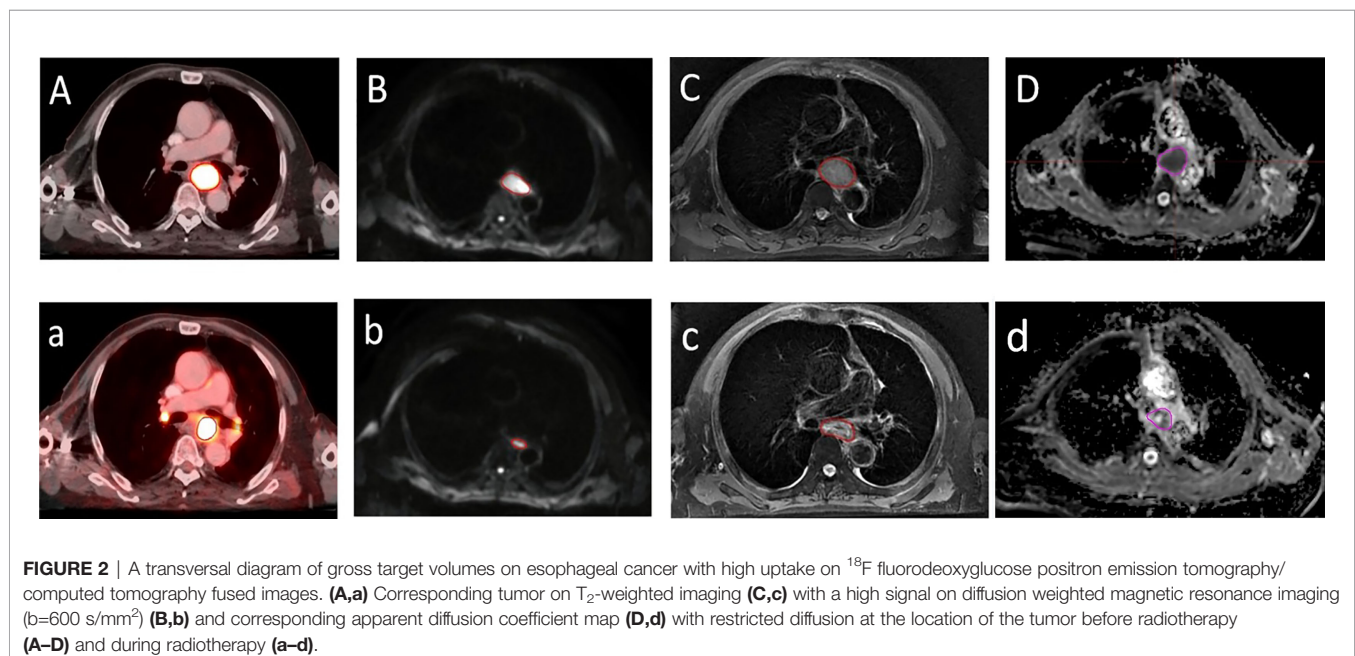 A B C D
a b c d
FIGURE 2 | A transversal diagram of gross target volumes on esophageal cancer with high uptake on ¹⁸F fluorodeoxyglucose positron emission tomography/
computed tomography fused images. (A,a) Corresponding tumor on T₂-weighted imaging (C,c) with a high signal on diffusion weighted magnetic resonance imaging
(b=600 s/mm²) (B,b) and corresponding apparent diffusion coefficient map (D,d) with restricted diffusion at the location of the tumor before radiotherapy
(A–D) and during radiotherapy (a–d).